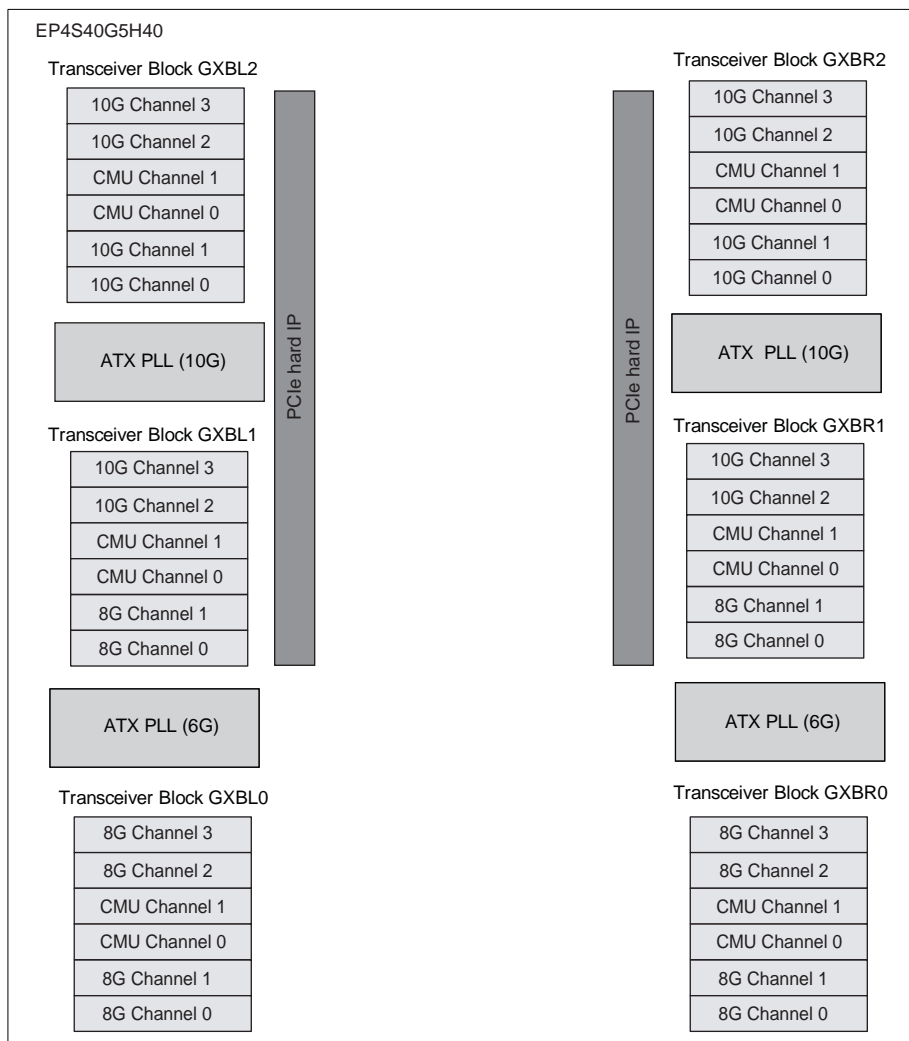 EP4S40G5H40
Transceiver Block GXBL2
10G Channel 3
10G Channel 2
CMU Channel 1
CMU Channel 0
10G Channel 1
10G Channel 0
ATX PLL (10G)
Transceiver Block GXBL1
10G Channel 3
10G Channel 2
CMU Channel 1
CMU Channel 0
8G Channel 1
8G Channel 0
ATX PLL (6G)
Transceiver Block GXBL0
8G Channel 3
8G Channel 2
CMU Channel 1
CMU Channel 0
8G Channel 1
8G Channel 0
PCIe hard IP
PCIe hard IP
Transceiver Block GXBR2
10G Channel 3
10G Channel 2
CMU Channel 1
CMU Channel 0
10G Channel 1
10G Channel 0
ATX PLL (10G)
Transceiver Block GXBR1
10G Channel 3
10G Channel 2
CMU Channel 1
CMU Channel 0
8G Channel 1
8G Channel 0
ATX PLL (6G)
Transceiver Block GXBR0
8G Channel 3
8G Channel 2
CMU Channel 1
CMU Channel 0
8G Channel 1
8G Channel 0